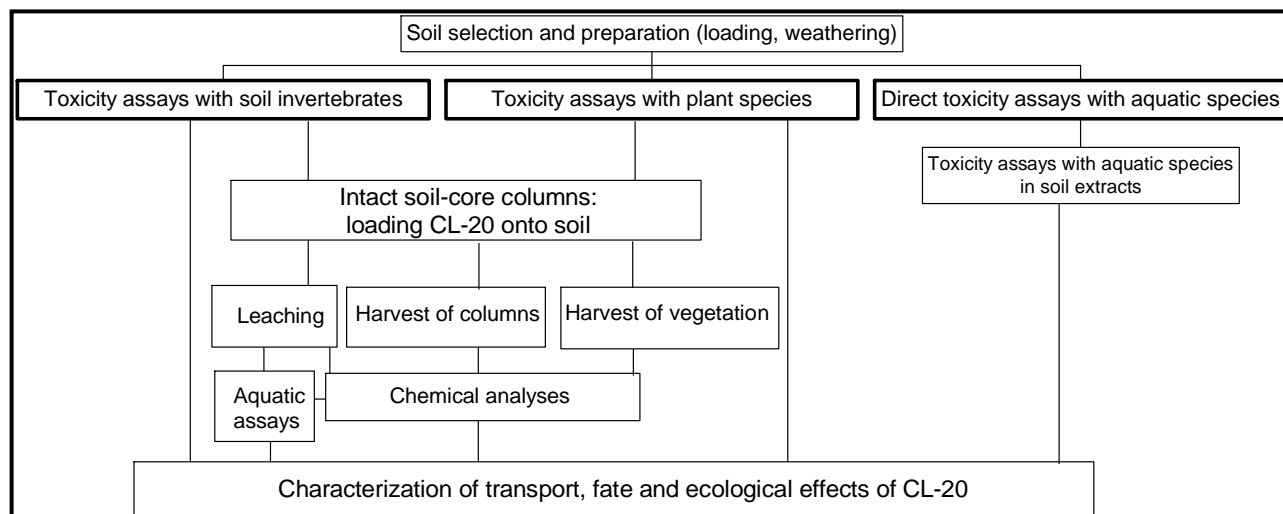 Soil selection and preparation (loading, weathering)
Toxicity assays with soil invertebrates
Toxicity assays with plant species
Direct toxicity assays with aquatic species
Toxicity assays with aquatic species
in soil extracts
Intact soil-core columns:
loading CL-20 onto soil
Leaching
Harvest of columns
Harvest of vegetation
Aquatic
assays
Chemical analyses
Characterization of transport, fate and ecological effects of CL-20